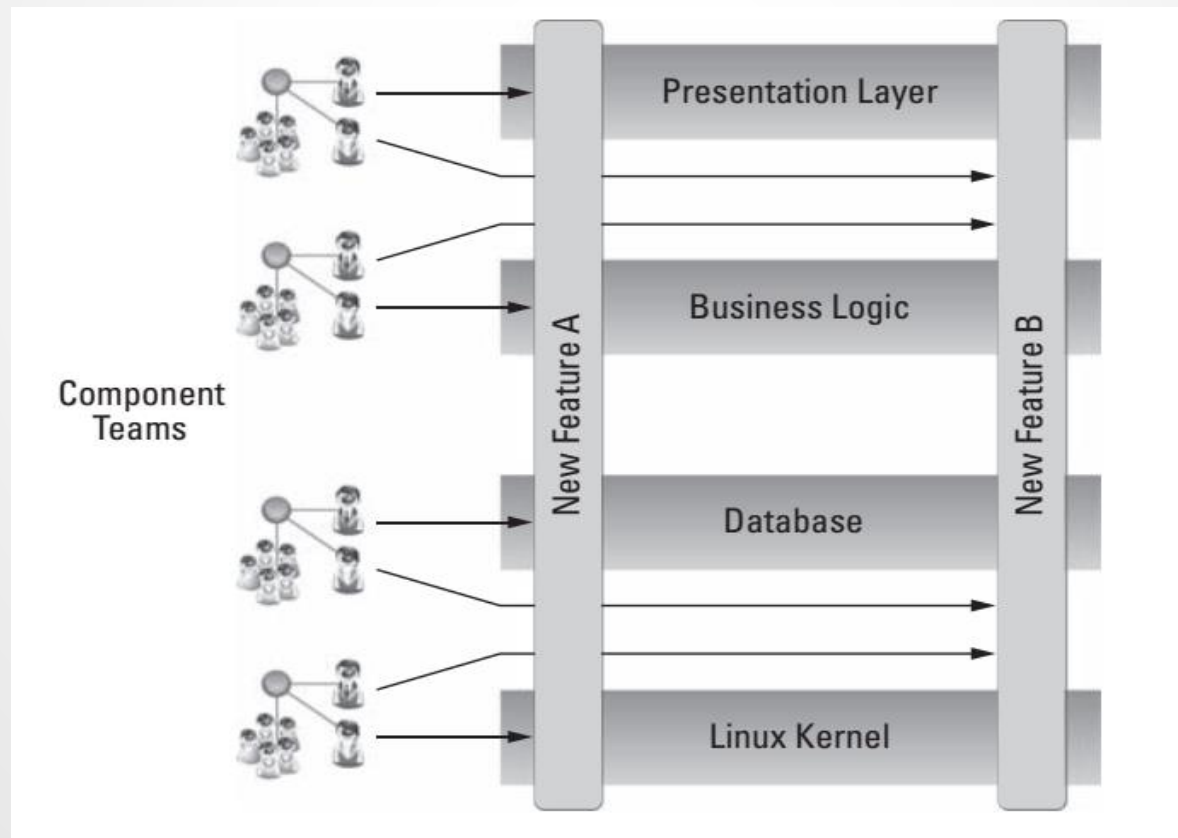 Presentation Layer
Business Logic
Component
Teams
New Feature A
New Feature B
Database
Linux Kernel